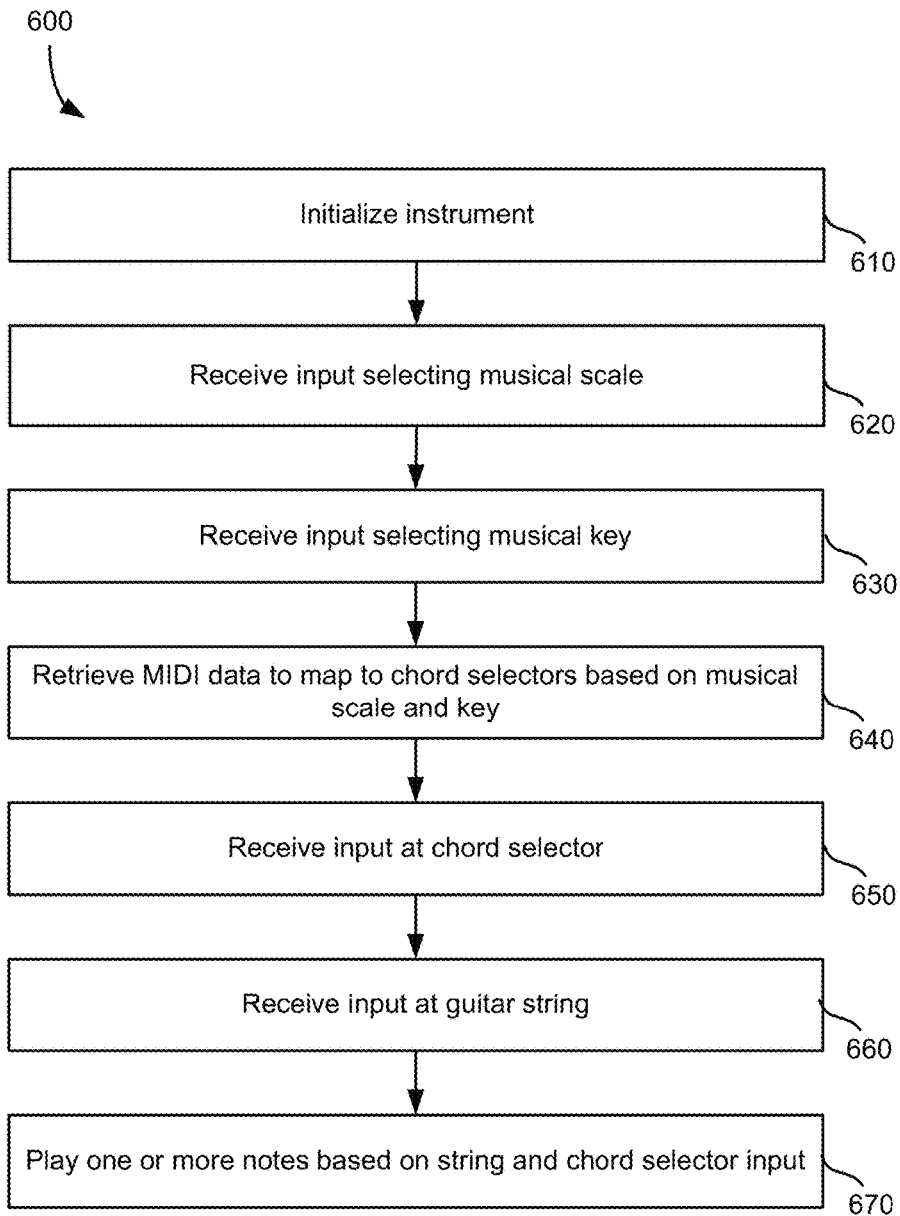 600
Initialize instrument
610
Receive input selecting musical scale
620
Receive input selecting musical key
630
Retrieve MIDI data to map to chord selectors based on musical
scale and key
640
Receive input at chord selector
650
Receive input at guitar string
660
Play one or more notes based on string and chord selector input
670